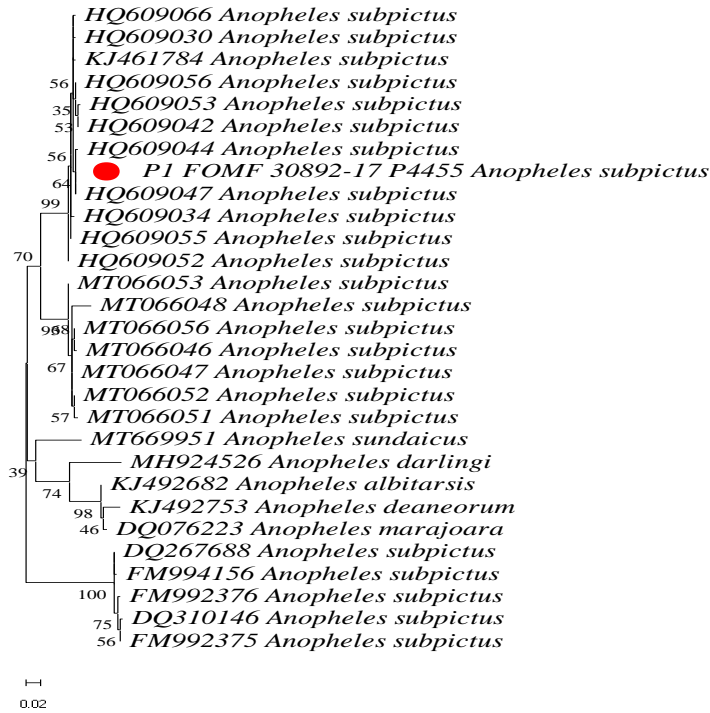 HQ609066 Anopheles subpictus
HQ609030 Anopheles subpictus
KJ461784 Anopheles subpictus
56
HQ609056 Anopheles subpictus
35
HQ609053 Anopheles subpictus
53
HQ609042 Anopheles subpictus
56
HQ609044 Anopheles subpictus
P1 FOMF 30892-17 P4455 Anopheles subpictus
64
HQ609047 Anopheles subpictus
99
HQ609034 Anopheles subpictus
HQ609055 Anopheles subpictus
70
HQ609052 Anopheles subpictus
MT066053 Anopheles subpictus
MT066048 Anopheles subpictus
68
MT066056 Anopheles subpictus
MT066046 Anopheles subpictus
67
MT066047 Anopheles subpictus
MT066052 Anopheles subpictus
57
MT066051 Anopheles subpictus
MT669951 Anopheles sundaicus
39
MH924526 Anopheles darlingi
74
KJ492682 Anopheles albitarsis
98
KJ492753 Anopheles deaneorum
46
DQ076223 Anopheles marajoara
DQ267688 Anopheles subpictus
FM994156 Anopheles subpictus
100
FM992376 Anopheles subpictus
75
DQ310146 Anopheles subpictus
56
FM992375 Anopheles subpictus
0.02